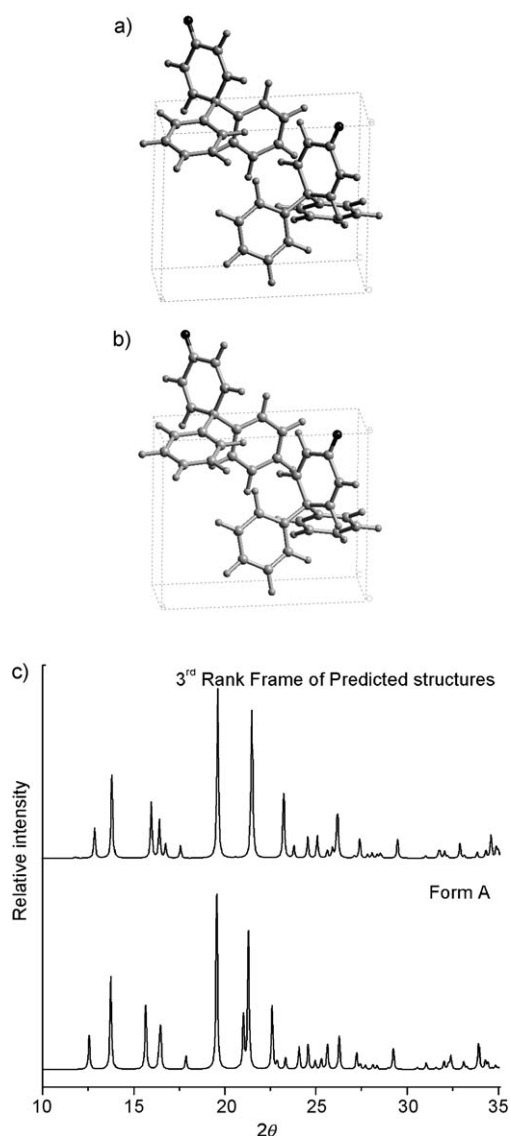 a)
b)
c)
3rd Rank Frame of Predicted structures
Form A
Relative intensity
10 15 20 25 30 35
2θ